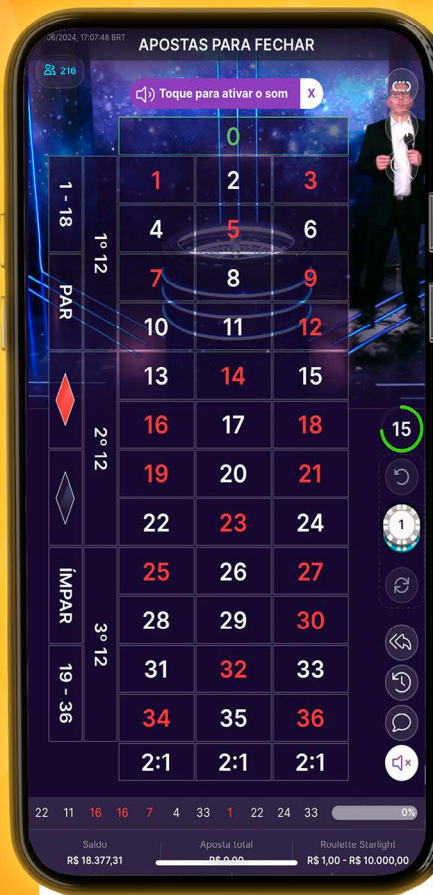 06/2024, 17:07:48 BRT
APOSTAS PARA FECHAR
216
Toque para ativar o som X
0
1 2 3
4 5 6
7 8 9
10 11 12
13 14 15
16 17 18
19 20 21
22 23 24
25 26 27
28 29 30
31 32 33
34 35 36
2:1 2:1 2:1
1 - 18
PAR
ÍMPAR
19 - 36
1º 12
2º 12
3º 12
15
1
22 11 16 16 7 4 33 1 22 24 33 0%
Saldo Aposta total Roulette Starlight
R$ 18.377,31 R$ 0,00 R$ 1,00 - R$ 10.000,00